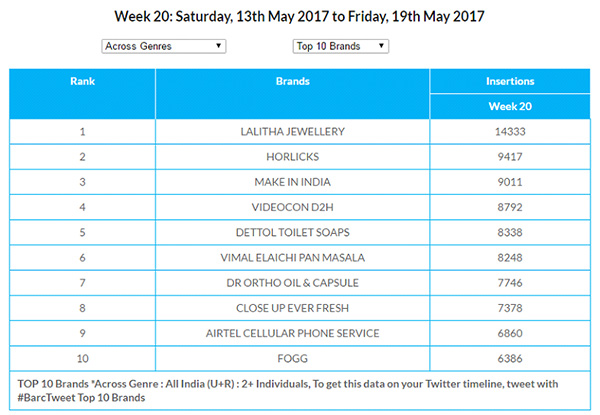 Week 20: Saturday, 13th May 2017 to Friday, 19th May 2017
Across Genres Top 10 Brands
Rank Brands Insertions
Week 20
1 LALITHA JEWELLERY 14333
2 HORLICKS 9417
3 MAKE IN INDIA 9011
4 VIDEOCON D2H 8792
5 DETTOL TOILET SOAPS 8338
6 VIMAL ELAICHI PAN MASALA 8248
7 DR ORTHO OIL & CAPSULE 7746
8 CLOSE UP EVER FRESH 7378
9 AIRTEL CELLULAR PHONE SERVICE 6860
10 FOGG 6386
TOP 10 Brands *Across Genre : All India (U+R) : 2+ Individuals, To get this data on your Twitter timeline, tweet with
#BarcTweet Top 10 Brands